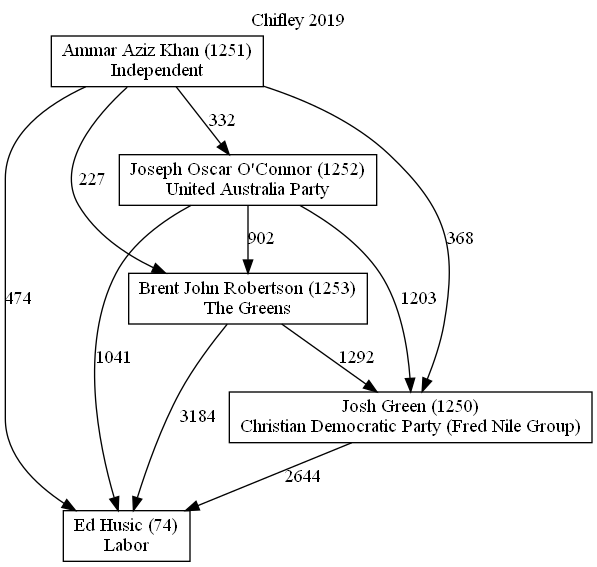 Chifley 2019
Ammar Aziz Khan (1251)
Independent
332
Joseph Oscar O'Connor (1252)
United Australia Party
227
902
368
Brent John Robertson (1253)
The Greens
474
1203
1041
1292
Josh Green (1250)
Christian Democratic Party (Fred Nile Group)
3184
2644
Ed Husic (74)
Labor